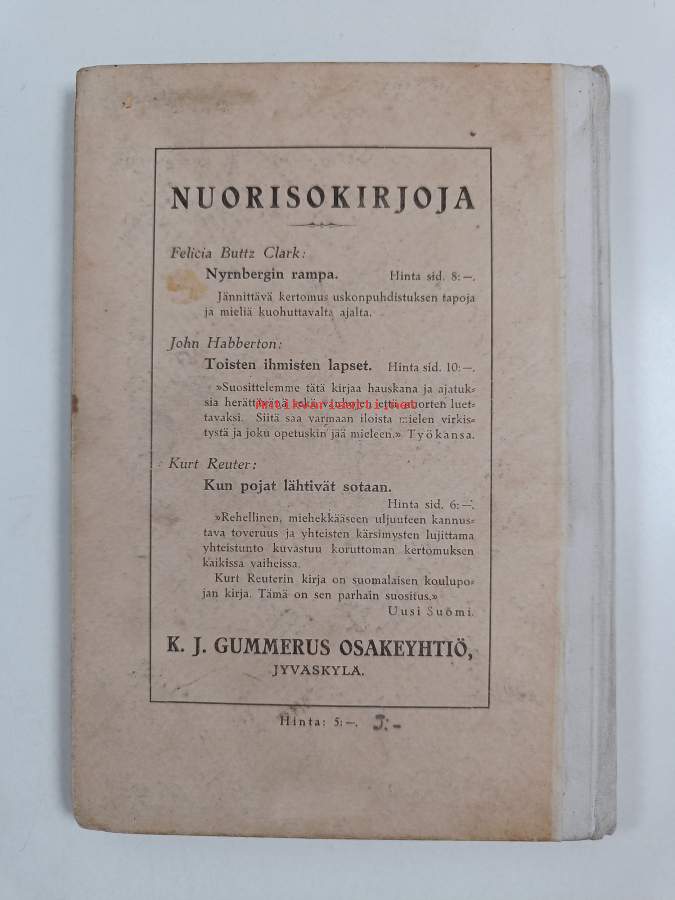 NUORISOKIRJOJA
Felicia Buttz Clark:
Nyrnbergin rampa. Hinta sid. 8:—.
Jännittävä kertomus uskonpuhdistuksen tapoja
ja mieliä kuohuttavalta ajalta.
John Habberton:
Toisten ihmisten lapset. Hinta sid. 10:—.
»Suosittelemme tätä kirjaa hauskana ja ajatuk-
sia herättävänä sekä vanhojen että nuorten luet-
tavaksi. Siitä saa varmaan iloista mielen virkis-
tystä ja joku opetuskin jää mieleen.» Työkansa.
Kurt Reuter:
Kun pojat lähtivät sotaan.
Hinta sid. 6:—.
»Rehellinen, miehekkääseen uljuuteen kannus-
tava toveruus ja yhteisten kärsimysten lujittama
yhteistunto kuvastuu koruttoman kertomuksen
kaikissa vaiheissa.
Kurt Reuterin kirja on suomalaisen koulupo-
jan kirja. Tämä on sen parhain suositus.»
Uusi Suomi.
K. J. GUMMERUS OSAKEYHTIÖ,
JYVÄSKYLÄ.
Hinta: 5:—. 3:-